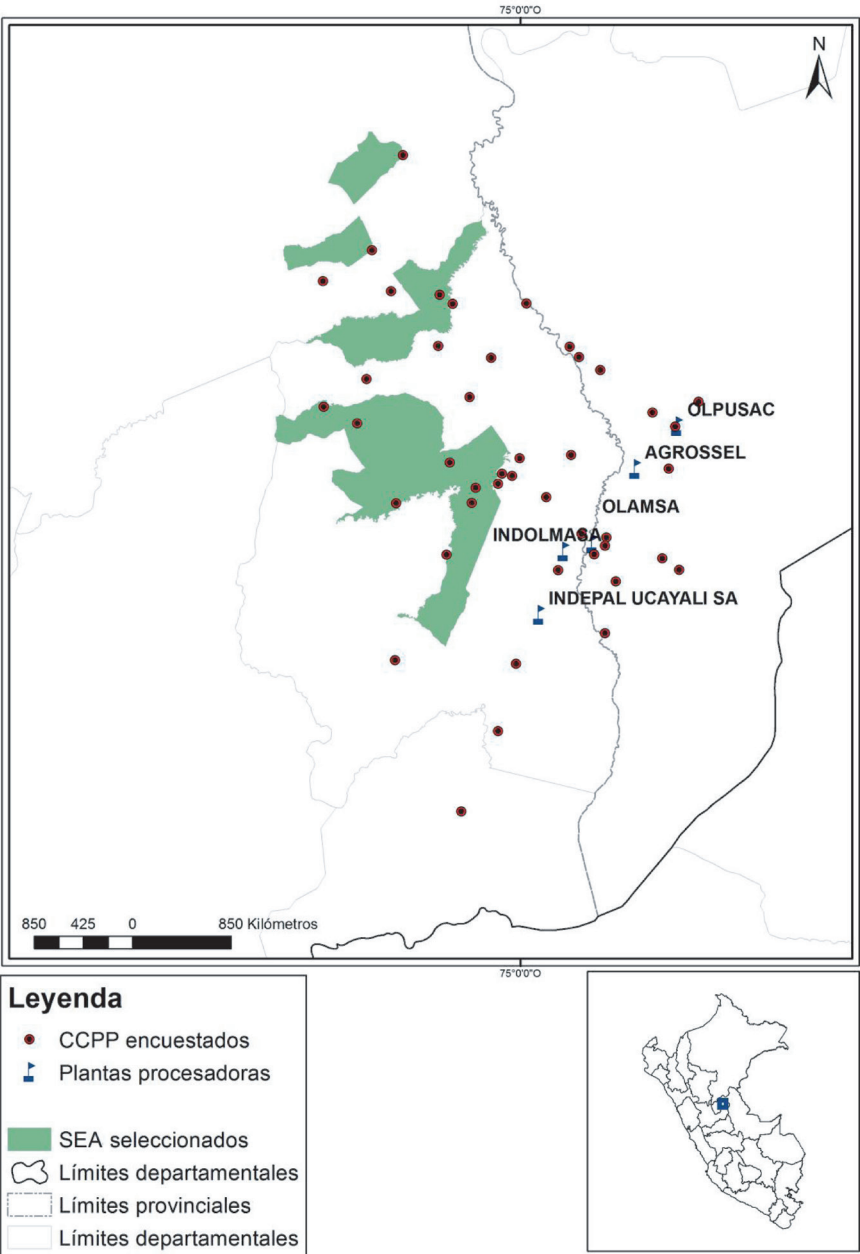 75°0'0"O
N
OLPUSAC
AGROSSEL
OLAMSA
INDOLMASA
INDEPAL UCAYALI SA
850 425 0 850 Kilómetros
75°0'0"O
Leyenda
CCPP encuestados
Plantas procesadoras
SEA seleccionados
Límites departamentales
Límites provinciales
Límites departamentales